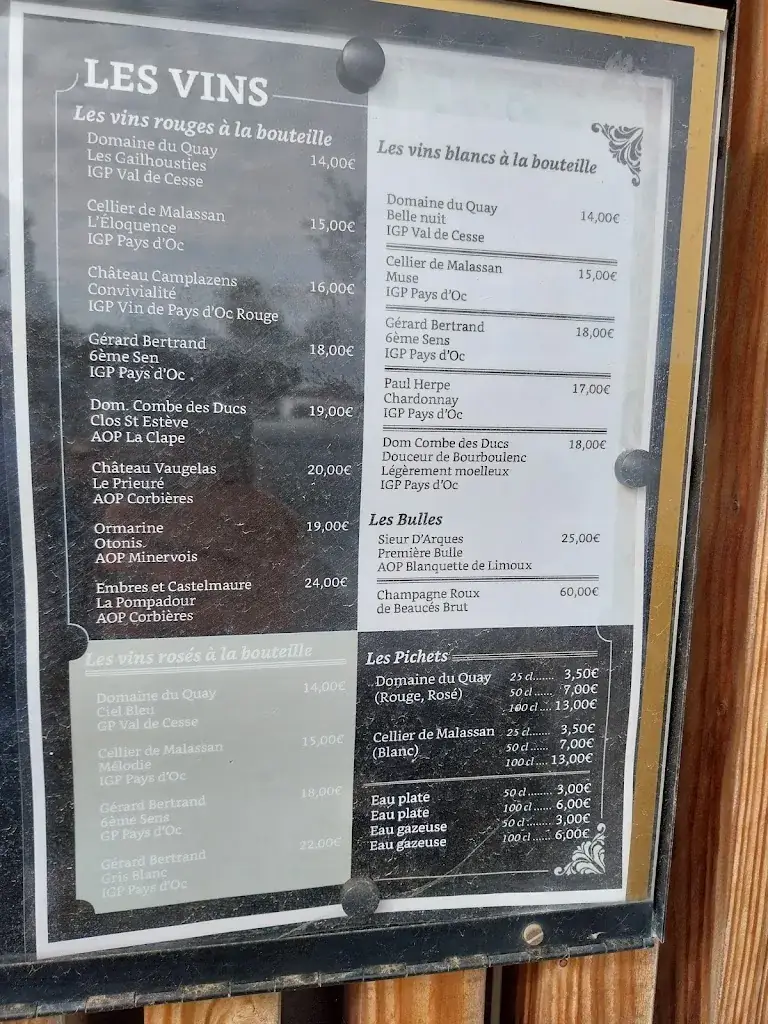 LES VINS
Les vins rouges à la bouteille
Domaine du Quay
Les Gailhousties 14,00€
IGP Val de Cesse
Cellier de Malassan
L'Éloquence 15,00€
IGP Pays d'Oc
Château Camplazens
Convivialité 16,00€
IGP Vin de Pays d'Oc Rouge
Gérard Bertrand
6ème Sen 18,00€
IGP Pays d'Oc
Dom. Combe des Ducs 19,00€
Clos St Estève
AOP La Clape
Château Vaugelas 20,00€
Le Prieuré
AOP Corbières
Ormarine 19,00€
Otonis.
AOP Minervois
Embres et Castelmaure 24,00€
La Pompadour
AOP Corbières
Les vins rosés à la bouteille
Domaine du Quay 14,00€
Ciel Bleu
GP Val de Cesse
Cellier de Malassan 15,00€
Mélodie
IGP Pays d'Oc
Gérard Bertrand 18,00€
6ème Sens
GP Pays d'Oc
Gérard Bertrand 22,00€
Gris Blanc
IGP Pays d'Oc
Les vins blancs à la bouteille
Domaine du Quay
Belle nuit 14,00€
IGP Val de Cesse
Cellier de Malassan 15,00€
Muse
IGP Pays d'Oc
Gérard Bertrand 18,00€
6ème Sens
IGP Pays d'Oc
Paul Herpe 17,00€
Chardonnay
IGP Pays d'Oc
Dom Combe des Ducs 18,00€
Douceur de Bourboulenc
Légèrement moelleux
IGP Pays d'Oc
Les Bulles
Sieur D'Arques 25,00€
Première Bulle
AOP Blanquette de Limoux
Champagne Roux 60,00€
de Beaucés Brut
Les Pichets
Domaine du Quay 25 cl....... 3,50€
(Rouge, Rosé) 50 cl...... 7,00€
100 cl.... 13,00€
Cellier de Malassan 25 cl....... 3,50€
(Blanc) 50 cl...... 7,00€
100 cl.... 13,00€
Eau plate 50 cl ...... 3,00€
Eau plate 100 cl...... 6,00€
Eau gazeuse 50 cl ...... 3,00€
Eau gazeuse 100 cl ...... 6,00€